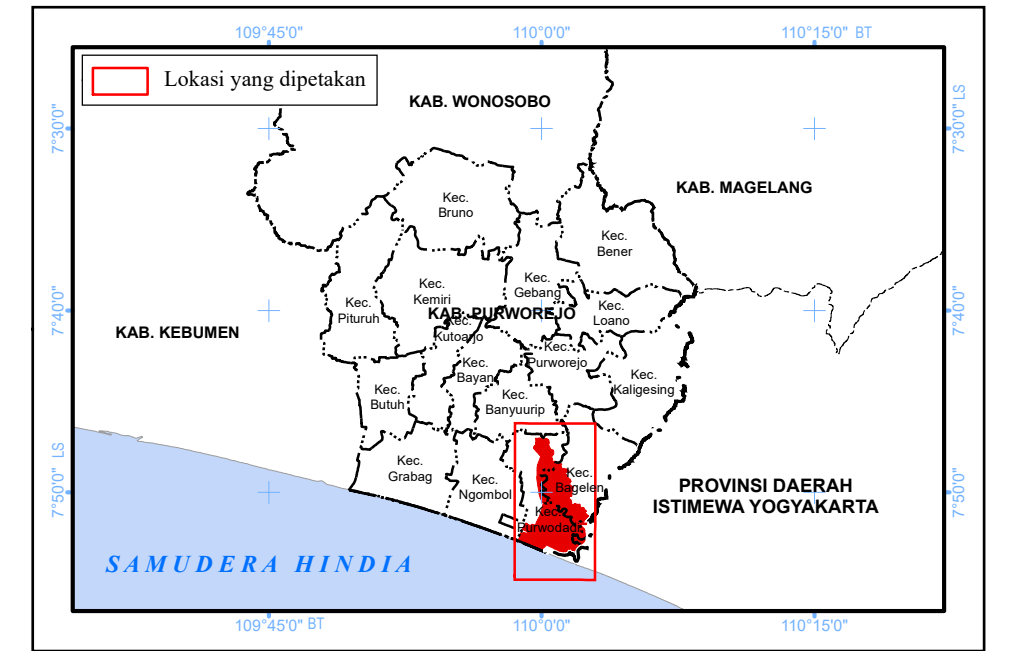 109°45'0"
110°0'0"
110°15'0" BT
Lokasi yang dipetakan
KAB. WONOSOBO
7°30'0"
7°30'0" LS
KAB. MAGELANG
Kec.
Bruno
Kec.
Bener
Kec.
Gebang
Kec.
Kemiri
Kec.
Pituruh
Kec.
Loano
KAB. PURWOREJO
7°40'0"
7°40'0"
KAB. KEBUMEN
Kec.
Kutoarjo
Kec.
Purworejo
Kec.
Bayan
Kec.
Kaligesing
Kec.
Butuh
Kec.
Banyuurip
Kec.
Grabag
Kec.
Ngombol
Kec.
Bagelen
7°50'0" LS
7°50'0"
PROVINSI DAERAH
ISTIMEWA YOGYAKARTA
Kec.
Purwodadi
SAMUDERA HINDIA
109°45'0" BT
110°0'0"
110°15'0"